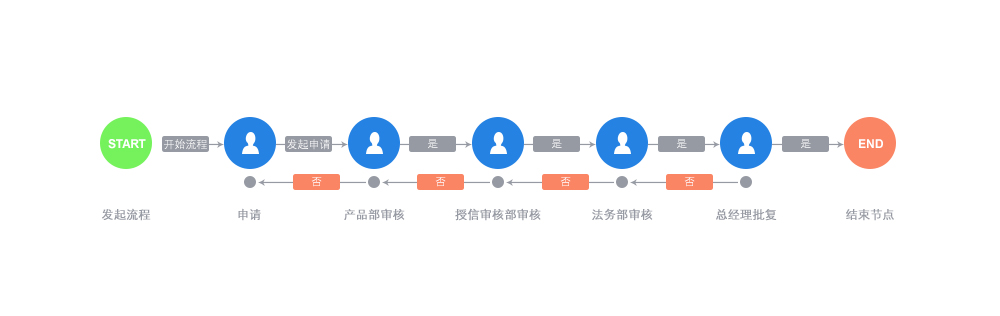 START
开始流程
发起申请
是
是
是
是
END
否
否
否
否
发起流程
申请
产品部审核
授信审核部审核
法务部审核
总经理批复
结束节点